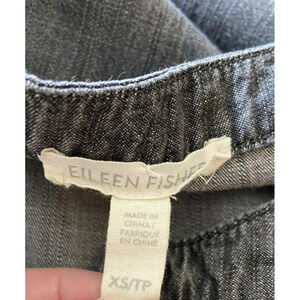 EILEEN FISHER
MADE IN
CHINA/
FABRIQUÉ
EN CHINE
XS/TP